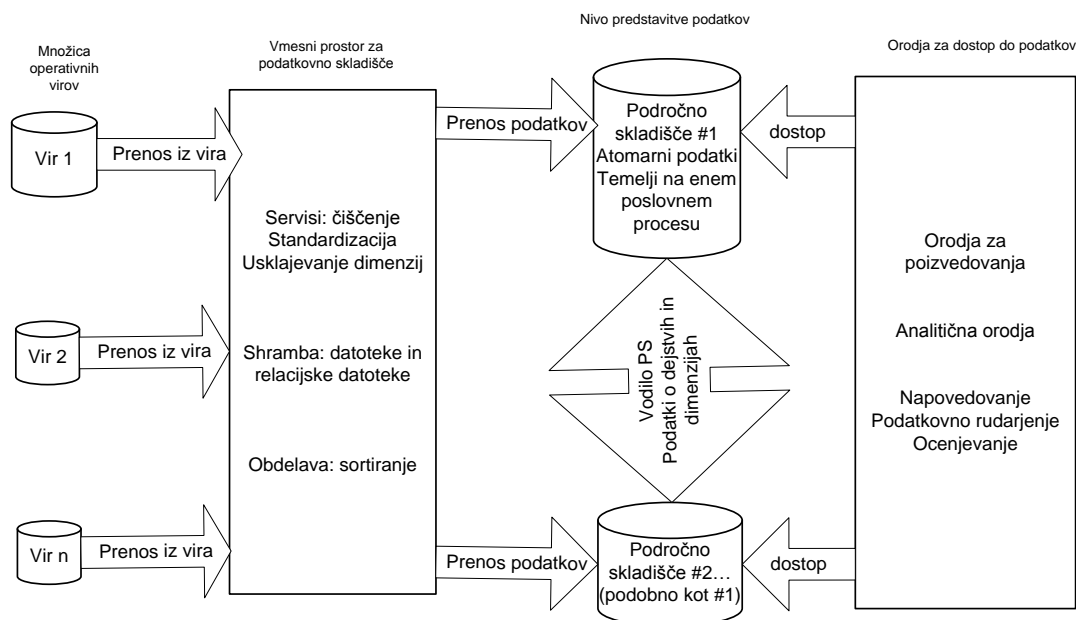 Množica
operativnih
virov
Vir 1
Prenos iz vira
Vir 2
Prenos iz vira
Vir n
Prenos iz vira
Vmesni prostor za
podatkovno skladišče
Servisi: čiščenje
Standardizacija
Usklajevanje dimenzij
Shramba: datoteke in
relacijske datoteke
Obdelava: sortiranje
Prenos podatkov
Prenos podatkov
Nivo predstavitve podatkov
Področno
skladišče #1
Atomarni podatki
Temelji na enem
poslovnem
procesu
Vodilo PS
Podatki o dejstvih in
dimenzijah
Področno
skladišče #2...
(podobno kot #1)
dostop
dostop
Orodja za dostop do podatkov
Orodja za
poizvedovanja
Analitična orodja
Napovedovanje
Podatkovno rudarjenje
Ocenjevanje